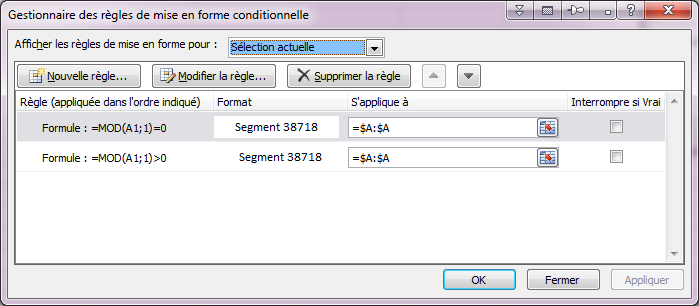 Gestionnaire des règles de mise en forme conditionnelle
Afficher les règles de mise en forme pour : Sélection actuelle
Nouvelle règle... Modifier la règle... Supprimer la règle
Règle (appliquée dans l'ordre indiqué) Format S'applique à Interrompre si Vrai
Formule : =MOD(A1;1)=0 Segment 38718 =$A:$A
Formule : =MOD(A1;1)>0 Segment 38718 =$A:$A
OK Fermer Appliquer